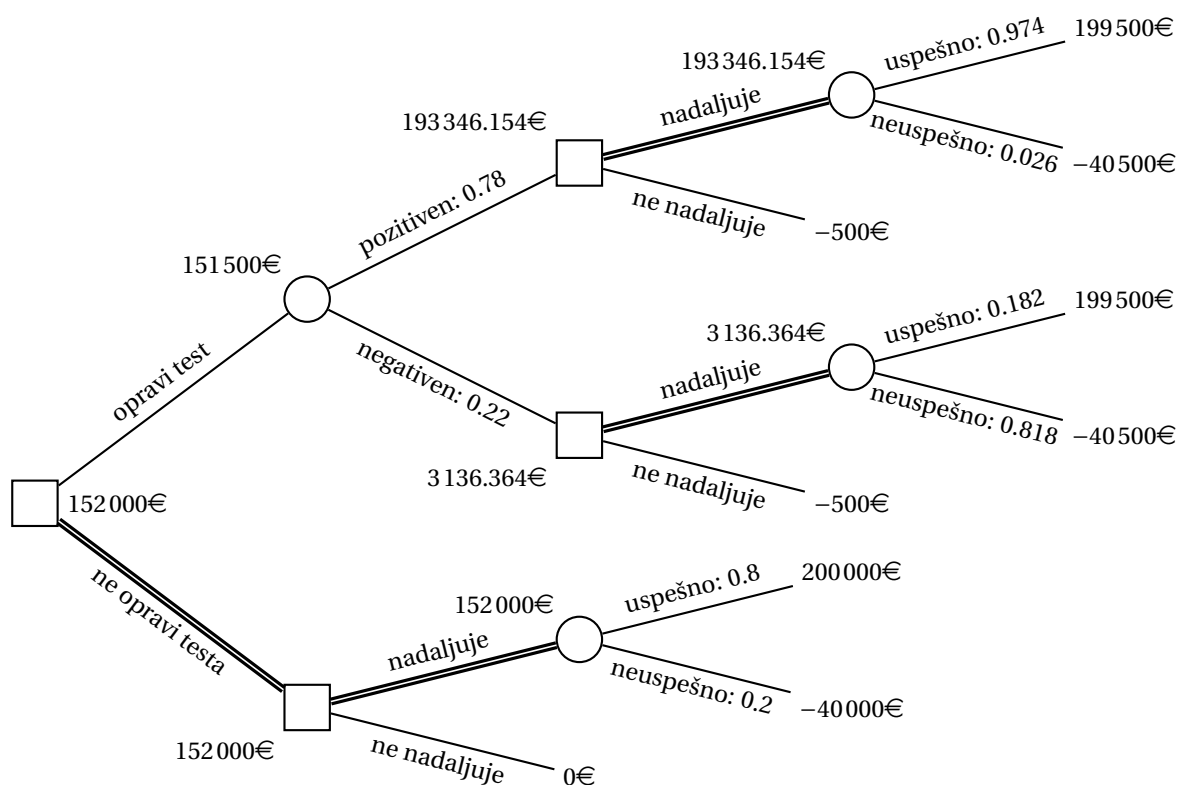 uspešno: 0.974
199 500€
193 346.154€
nadaljuje
neuspešno: 0.026
−40 500€
193 346.154€
pozitiven: 0.78
ne nadaljuje
−500€
151 500€
opravi test
negativen: 0.22
uspešno: 0.182
199 500€
3 136.364€
nadaljuje
neuspešno: 0.818
−40 500€
3 136.364€
ne nadaljuje
−500€
152 000€
ne opravi testa
uspešno: 0.8
200 000€
152 000€
nadaljuje
neuspešno: 0.2
−40 000€
152 000€
ne nadaljuje
0€